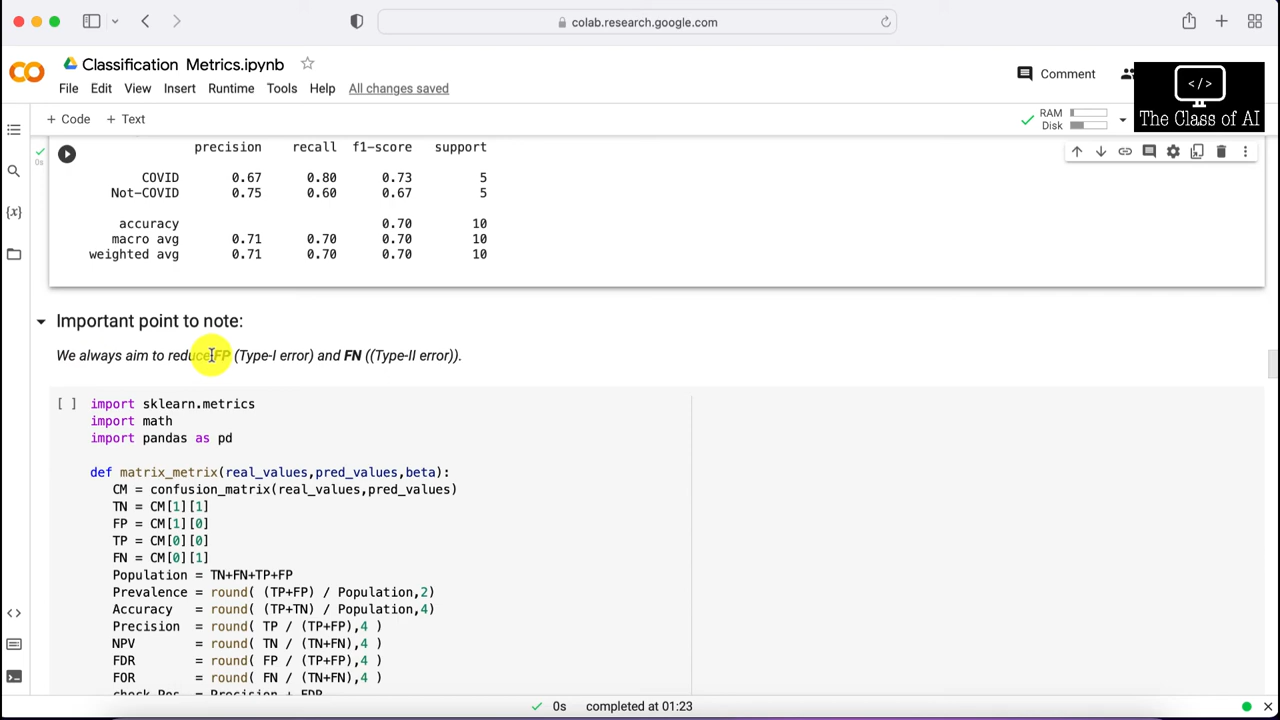 colab.research.google.com
Classification Metrics.ipynb
File Edit View Insert Runtime Tools Help All changes saved
Comment
</>
The Class of AI
+ Code + Text
RAM
Disk
precision recall f1-score support
COVID 0.67 0.80 0.73 5
Not-COVID 0.75 0.60 0.67 5
accuracy 0.70 10
macro avg 0.71 0.70 0.70 10
weighted avg 0.71 0.70 0.70 10
0s
Important point to note:
We always aim to reduce FP (Type-I error) and FN ((Type-II error)).
[ ] import sklearn.metrics
import math
import pandas as pd
def matrix_metrix(real_values,pred_values,beta):
CM = confusion_matrix(real_values,pred_values)
TN = CM[1][1]
FP = CM[1][0]
TP = CM[0][0]
FN = CM[0][1]
Population = TN+FN+TP+FP
Prevalence = round( (TP+FP) / Population,2)
Accuracy = round( (TP+TN) / Population,4)
Precision = round( TP / (TP+FP),4 )
NPV = round( TN / (TN+FN),4 )
FDR = round( FP / (TP+FP),4 )
FOR = round( FN / (TN+FN),4 )
check_Pos = Precision + FDR
0s completed at 01:23